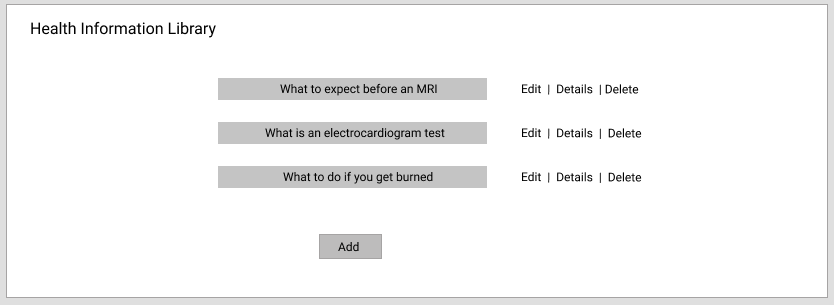 Health Information Library
What to expect before an MRI Edit | Details | Delete
What is an electrocardiogram test Edit | Details | Delete
What to do if you get burned Edit | Details | Delete
Add